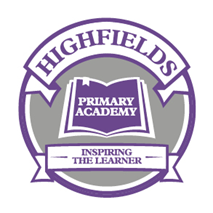 HIGHFIELDS
PRIMARY
ACADEMY
INSPIRING
THE LEARNER